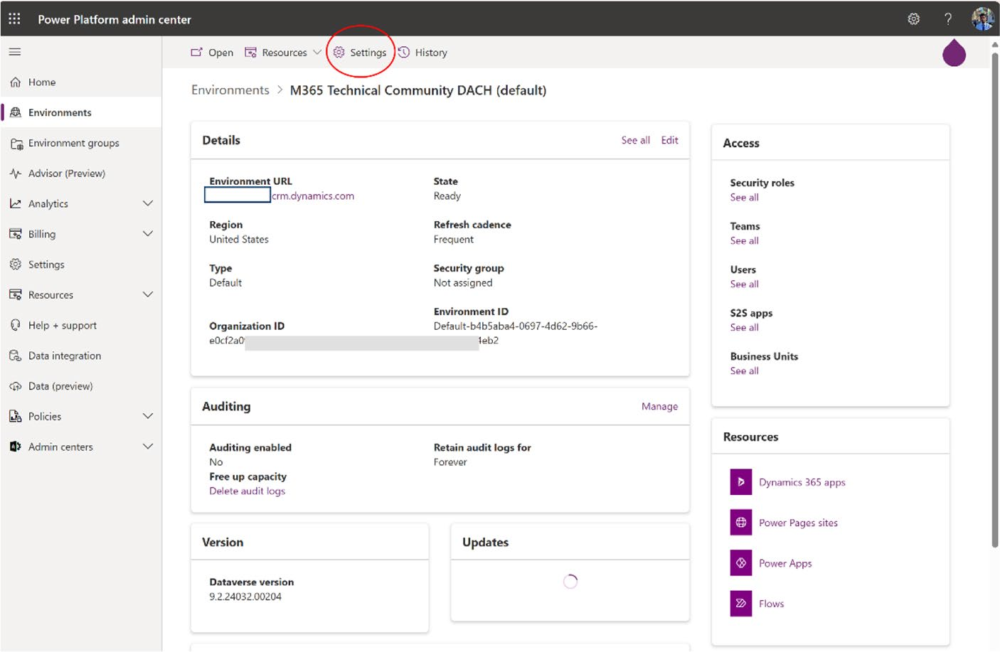 Power Platform admin center
?
Open
Resources
Settings
History
Home
Environments
Environment groups
Advisor (Preview)
Analytics
Billing
Settings
Resources
Help + support
Data integration
Data (preview)
Policies
Admin centers
Environments > M365 Technical Community DACH (default)
Details
See all
Edit
Environment URL
crm.dynamics.com
State
Ready
Region
United States
Refresh cadence
Frequent
Type
Default
Security group
Not assigned
Organization ID
e0cf2a0
Environment ID
Default-b4b5aba4-0697-4d62-9b66-
4eb2
Auditing
Manage
Auditing enabled
No
Retain audit logs for
Forever
Free up capacity
Delete audit logs
Version
Dataverse version
9.2.24032.00204
Updates
Access
Security roles
See all
Teams
See all
Users
See all
S2S apps
See all
Business Units
See all
Resources
Dynamics 365 apps
Power Pages sites
Power Apps
Flows